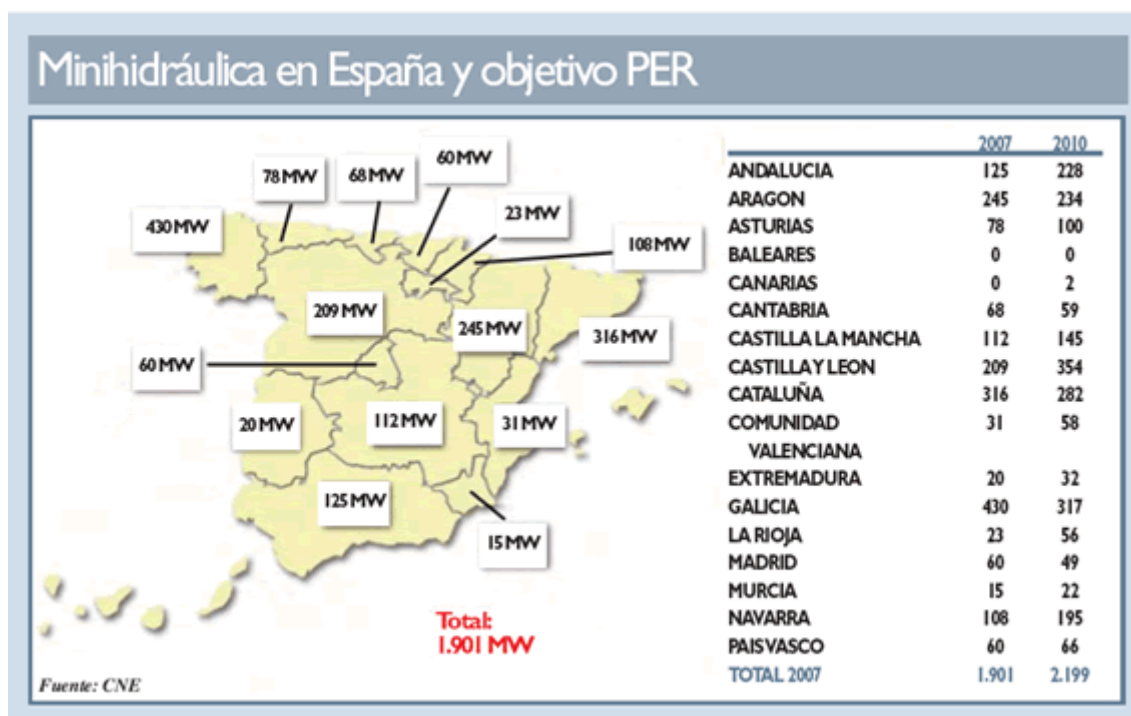 Minihidráulica en España y objetivo PER
60 MW
78 MW
68 MW
23 MW
430 MW
108 MW
209 MW
245 MW
316 MW
60 MW
20 MW
112 MW
31 MW
125 MW
15 MW
Total:
1.901 MW
Fuente: CNE
2007 2010
ANDALUCIA 125 228
ARAGON 245 234
ASTURIAS 78 100
BALEARES 0 0
CANARIAS 0 2
CANTABRIA 68 59
CASTILLA LA MANCHA 112 145
CASTILLA Y LEON 209 354
CATALUÑA 316 282
COMUNIDAD 31 58
VALENCIANA
EXTREMADURA 20 32
GALICIA 430 317
LA RIOJA 23 56
MADRID 60 49
MURCIA 15 22
NAVARRA 108 195
PAIS VASCO 60 66
TOTAL 2007 1.901 2.199